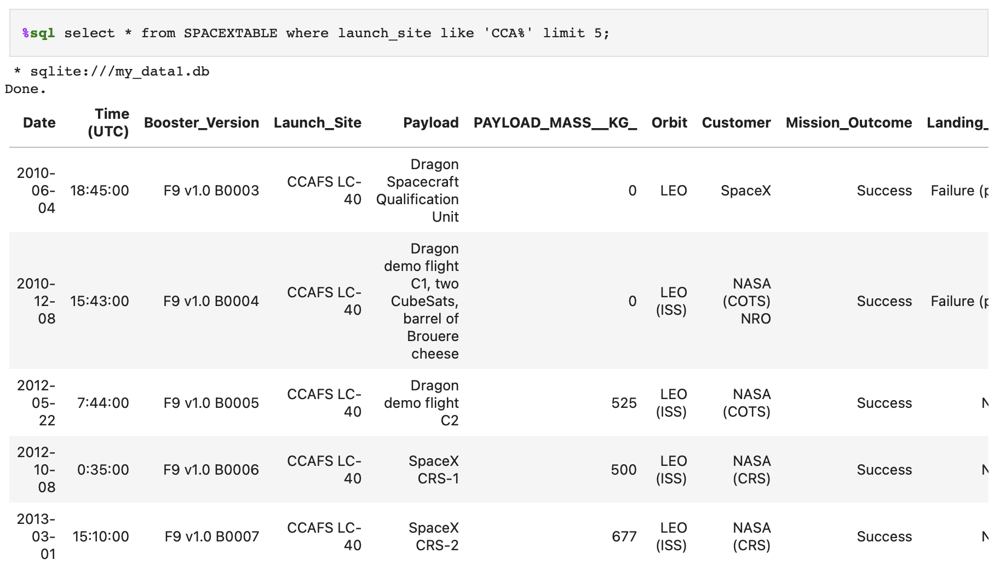 %sql select * from SPACEXTABLE where launch_site like 'CCA%' limit 5;
* sqlite:///my_data1.db
Done.
Date Time (UTC) Booster_Version Launch_Site Payload PAYLOAD_MASS__KG_ Orbit Customer Mission_Outcome Landing_
2010-06-04 18:45:00 F9 v1.0 B0003 CCAFS LC-40 Dragon Spacecraft Qualification Unit 0 LEO SpaceX Success Failure
2010-12-08 15:43:00 F9 v1.0 B0004 CCAFS LC-40 Dragon demo flight C1, two CubeSats, barrel of Brouere cheese 0 LEO (ISS) NASA (COTS) NRO Success Failure
2012-05-22 7:44:00 F9 v1.0 B0005 CCAFS LC-40 Dragon demo flight C2 525 LEO (ISS) NASA (COTS) Success
2012-10-08 0:35:00 F9 v1.0 B0006 CCAFS LC-40 SpaceX CRS-1 500 LEO (ISS) NASA (CRS) Success
2013-03-01 15:10:00 F9 v1.0 B0007 CCAFS LC-40 SpaceX CRS-2 677 LEO (ISS) NASA (CRS) Success